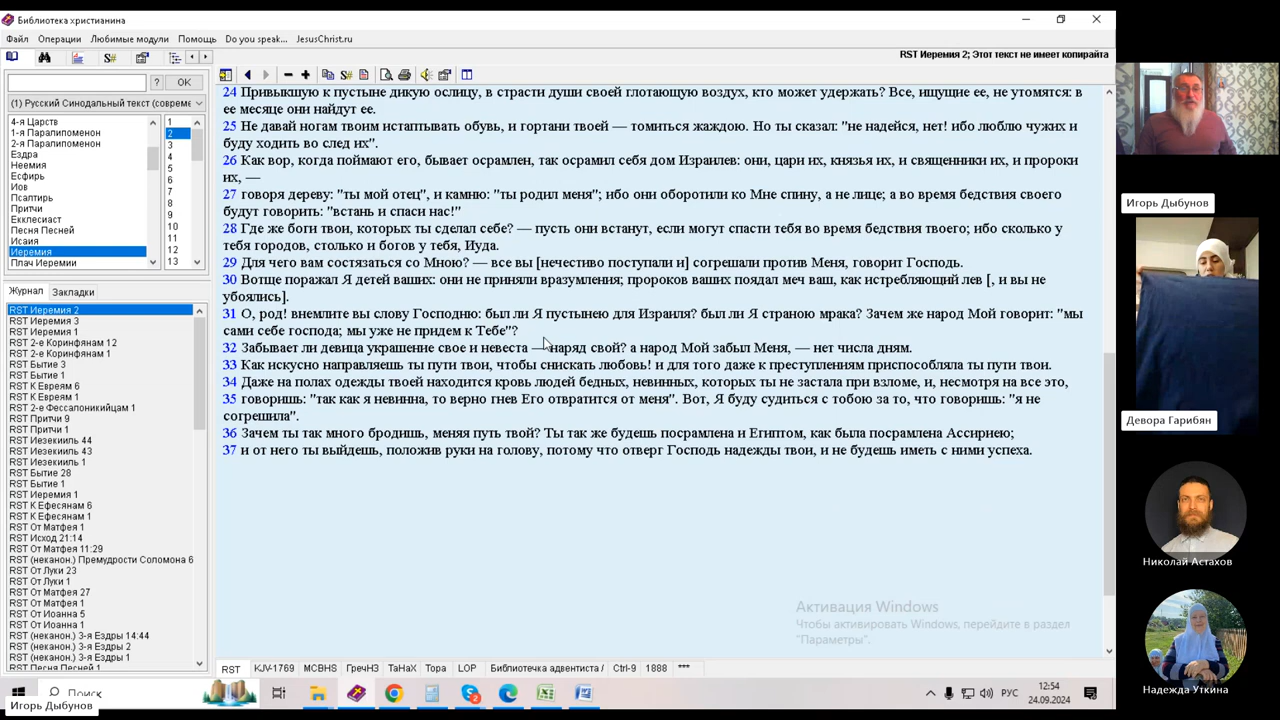 Библиотека христианина
Файл Операции Любимые модули Помощь Do you speak... JesusChrist.ru
S#
RST Иеремия 2; Этот текст не имеет копирайта
? OK
S#
(1) Русский Синодальный текст (совреме
4-я Царств
1-я Паралипоменон
2-я Паралипоменон
Ездра
Неемия
Есфирь
Иов
Псалтирь
Притчи
Екклесиаст
Песня Песней
Исаия
Иеремия
Плач Иеремии
1
2
3
4
5
6
7
8
9
10
11
12
13
Журнал Закладки
RST Иеремия 2
RST Иеремия 3
RST Иеремия 1
RST 2-е Коринфянам 12
RST 2-е Коринфянам 1
RST Бытие 3
RST Бытие 1
RST К Евреям 6
RST К Евреям 1
RST 2-е Фессалоникийцам 1
RST Притчи 9
RST Притчи 1
RST Иезекииль 44
RST Иезекииль 43
RST Иезекииль 1
RST Бытие 28
RST Бытие 1
RST Иеремия 1
RST К Ефесянам 6
RST К Ефесянам 1
RST От Матфея 1
RST Исход 21:14
RST От Матфея 11:29
RST (неканон.) Премудрости Соломона 6
RST От Луки 23
RST От Луки 1
RST От Матфея 27
RST От Матфея 1
RST От Иоанна 5
RST От Иоанна 1
RST (неканон.) 3-я Ездры 14:44
RST (неканон.) 3-я Ездры 2
RST (неканон.) 3-я Ездры 1
RST Песня Песней 1
24 Привыкшую к пустыне дикую ослицу, в страсти души своей глотающую воздух, кто может удержать? Все, ищущие ее, не утомятся: в
ее месяце они найдут ее.
25 Не давай ногам твоим истаптывать обувь, и гортани твоей — томиться жаждою. Но ты сказал: "не надейся, нет! ибо люблю чужих и
буду ходить во след их".
26 Как вор, когда поймают его, бывает осрамлен, так осрамил себя дом Израилев: они, цари их, князья их, и священники их, и пророки
их, —
27 говоря дереву: "ты мой отец", и камню: "ты родил меня"; ибо они оборотили ко Мне спину, а не лице; а во время бедствия своего
будут говорить: "встань и спаси нас!"
28 Где же боги твои, которых ты сделал себе? — пусть они встанут, если могут спасти тебя во время бедствия твоего; ибо сколько у
тебя городов, столько и богов у тебя, Иуда.
29 Для чего вам состязаться со Мною? — все вы [нечестиво поступали и] согрешали против Меня, говорит Господь.
30 Вотще поражал Я детей ваших: они не приняли вразумления; пророков ваших поядал меч ваш, как истребляющий лев [, и вы не
убоялись].
31 О, род! внемлите вы слову Господню: был ли Я пустынею для Израиля? был ли Я страною мрака? Зачем же народ Мой говорит: "мы
сами себе господа; мы уже не придем к Тебе"?
32 Забывает ли девица украшение свое и невеста — наряд свой? а народ Мой забыл Меня, — нет числа дням.
33 Как искусно направляешь ты пути твои, чтобы снискать любовь! и для того даже к преступлениям приспособляла ты пути твои.
34 Даже на полах одежды твоей находится кровь людей бедных, невинных, которых ты не застала при взломе, и, несмотря на все это,
35 говоришь: "так как я невинна, то верно гнев Его отвратится от меня". Вот, Я буду судиться с тобою за то, что говоришь: "я не
согрешила".
36 Зачем ты так много бродишь, меняя путь твой? Ты так же будешь посрамлена и Египтом, как была посрамлена Ассириею;
37 и от него ты выйдешь, положив руки на голову, потому что отверг Господь надежды твои, и не будешь иметь с ними успеха.
Активация Windows
Чтобы активировать Windows, перейдите в раздел
"Параметры".
RST KJV-1769 МСВНS ГречНЗ ТаНаХ Тора LOP Библиотека адвентиста / Ctrl-9 1888 ***
Поиск
РУС
12:54
24.09.2024
Игорь Дыбунов
Игорь Дыбунов
Девора Гарибян
Николай Астахов
Надежда Уткина